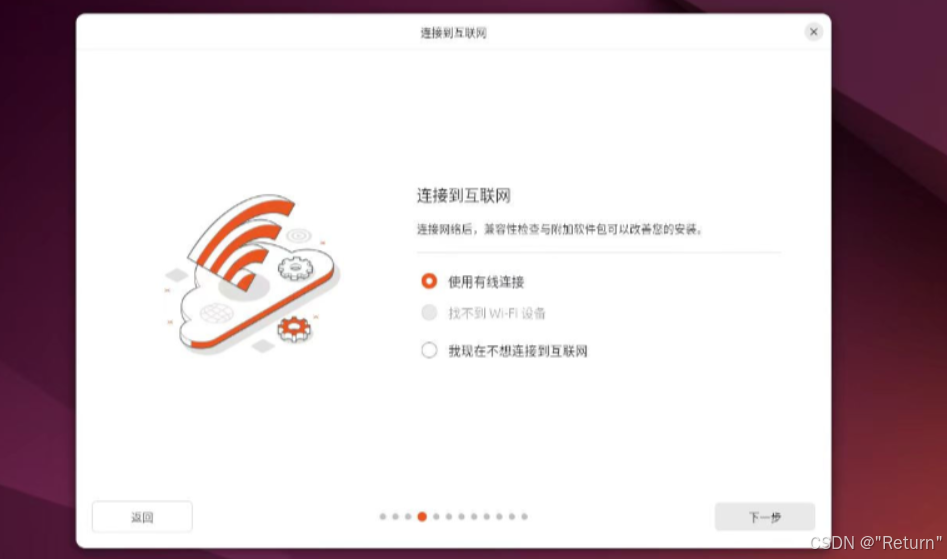 连接到互联网
连接到互联网
连接网络后，兼容性检查与附加软件包可以改善您的安装。
使用有线连接
找不到 Wi-Fi 设备
我现在不想连接到互联网
返回
下一步
CSDN @"Return"